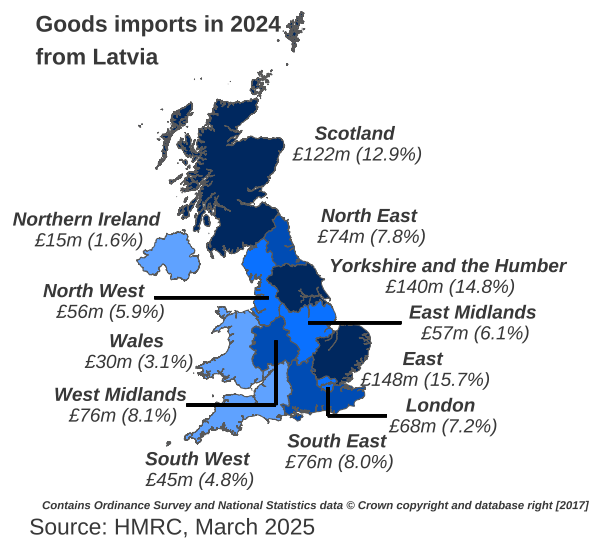 Goods imports in 2024
from Latvia
Scotland
£122m (12.9%)
Northern Ireland
£15m (1.6%)
North East
£74m (7.8%)
Yorkshire and the Humber
£140m (14.8%)
North West
£56m (5.9%)
East Midlands
£57m (6.1%)
Wales
£30m (3.1%)
East
£148m (15.7%)
West Midlands
£76m (8.1%)
London
£68m (7.2%)
South East
£76m (8.0%)
South West
£45m (4.8%)
Contains Ordinance Survey and National Statistics data © Crown copyright and database right [2017]
Source: HMRC, March 2025